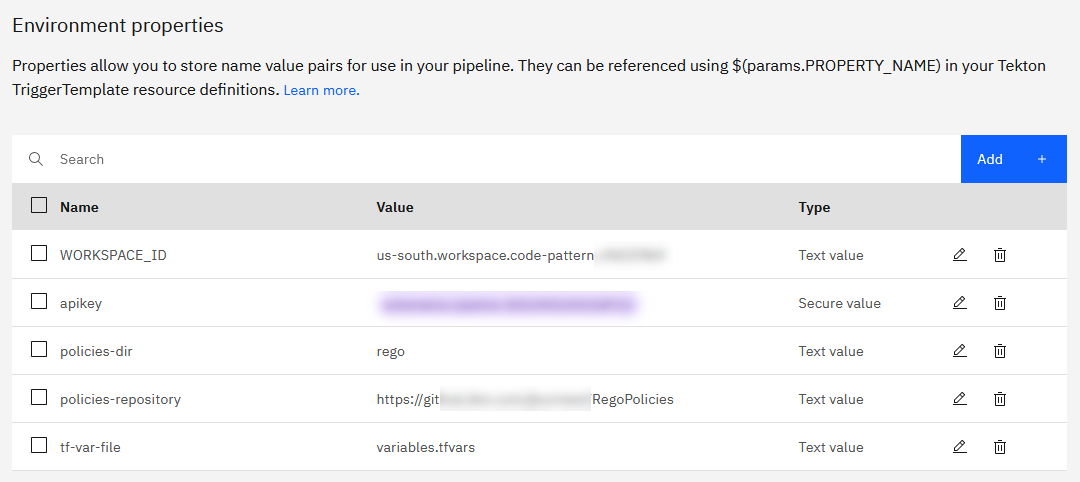 Environment properties
Properties allow you to store name value pairs for use in your pipeline. They can be referenced using $(params.PROPERTY_NAME) in your Tekton
TriggerTemplate resource definitions. Learn more.
Search Add +
Name Value Type
WORKSPACE_ID us-south.workspace.code-pattern Text value
apikey Secure value
policies-dir rego Text value
policies-repository https://git RegoPolicies Text value
tf-var-file variables.tfvars Text value